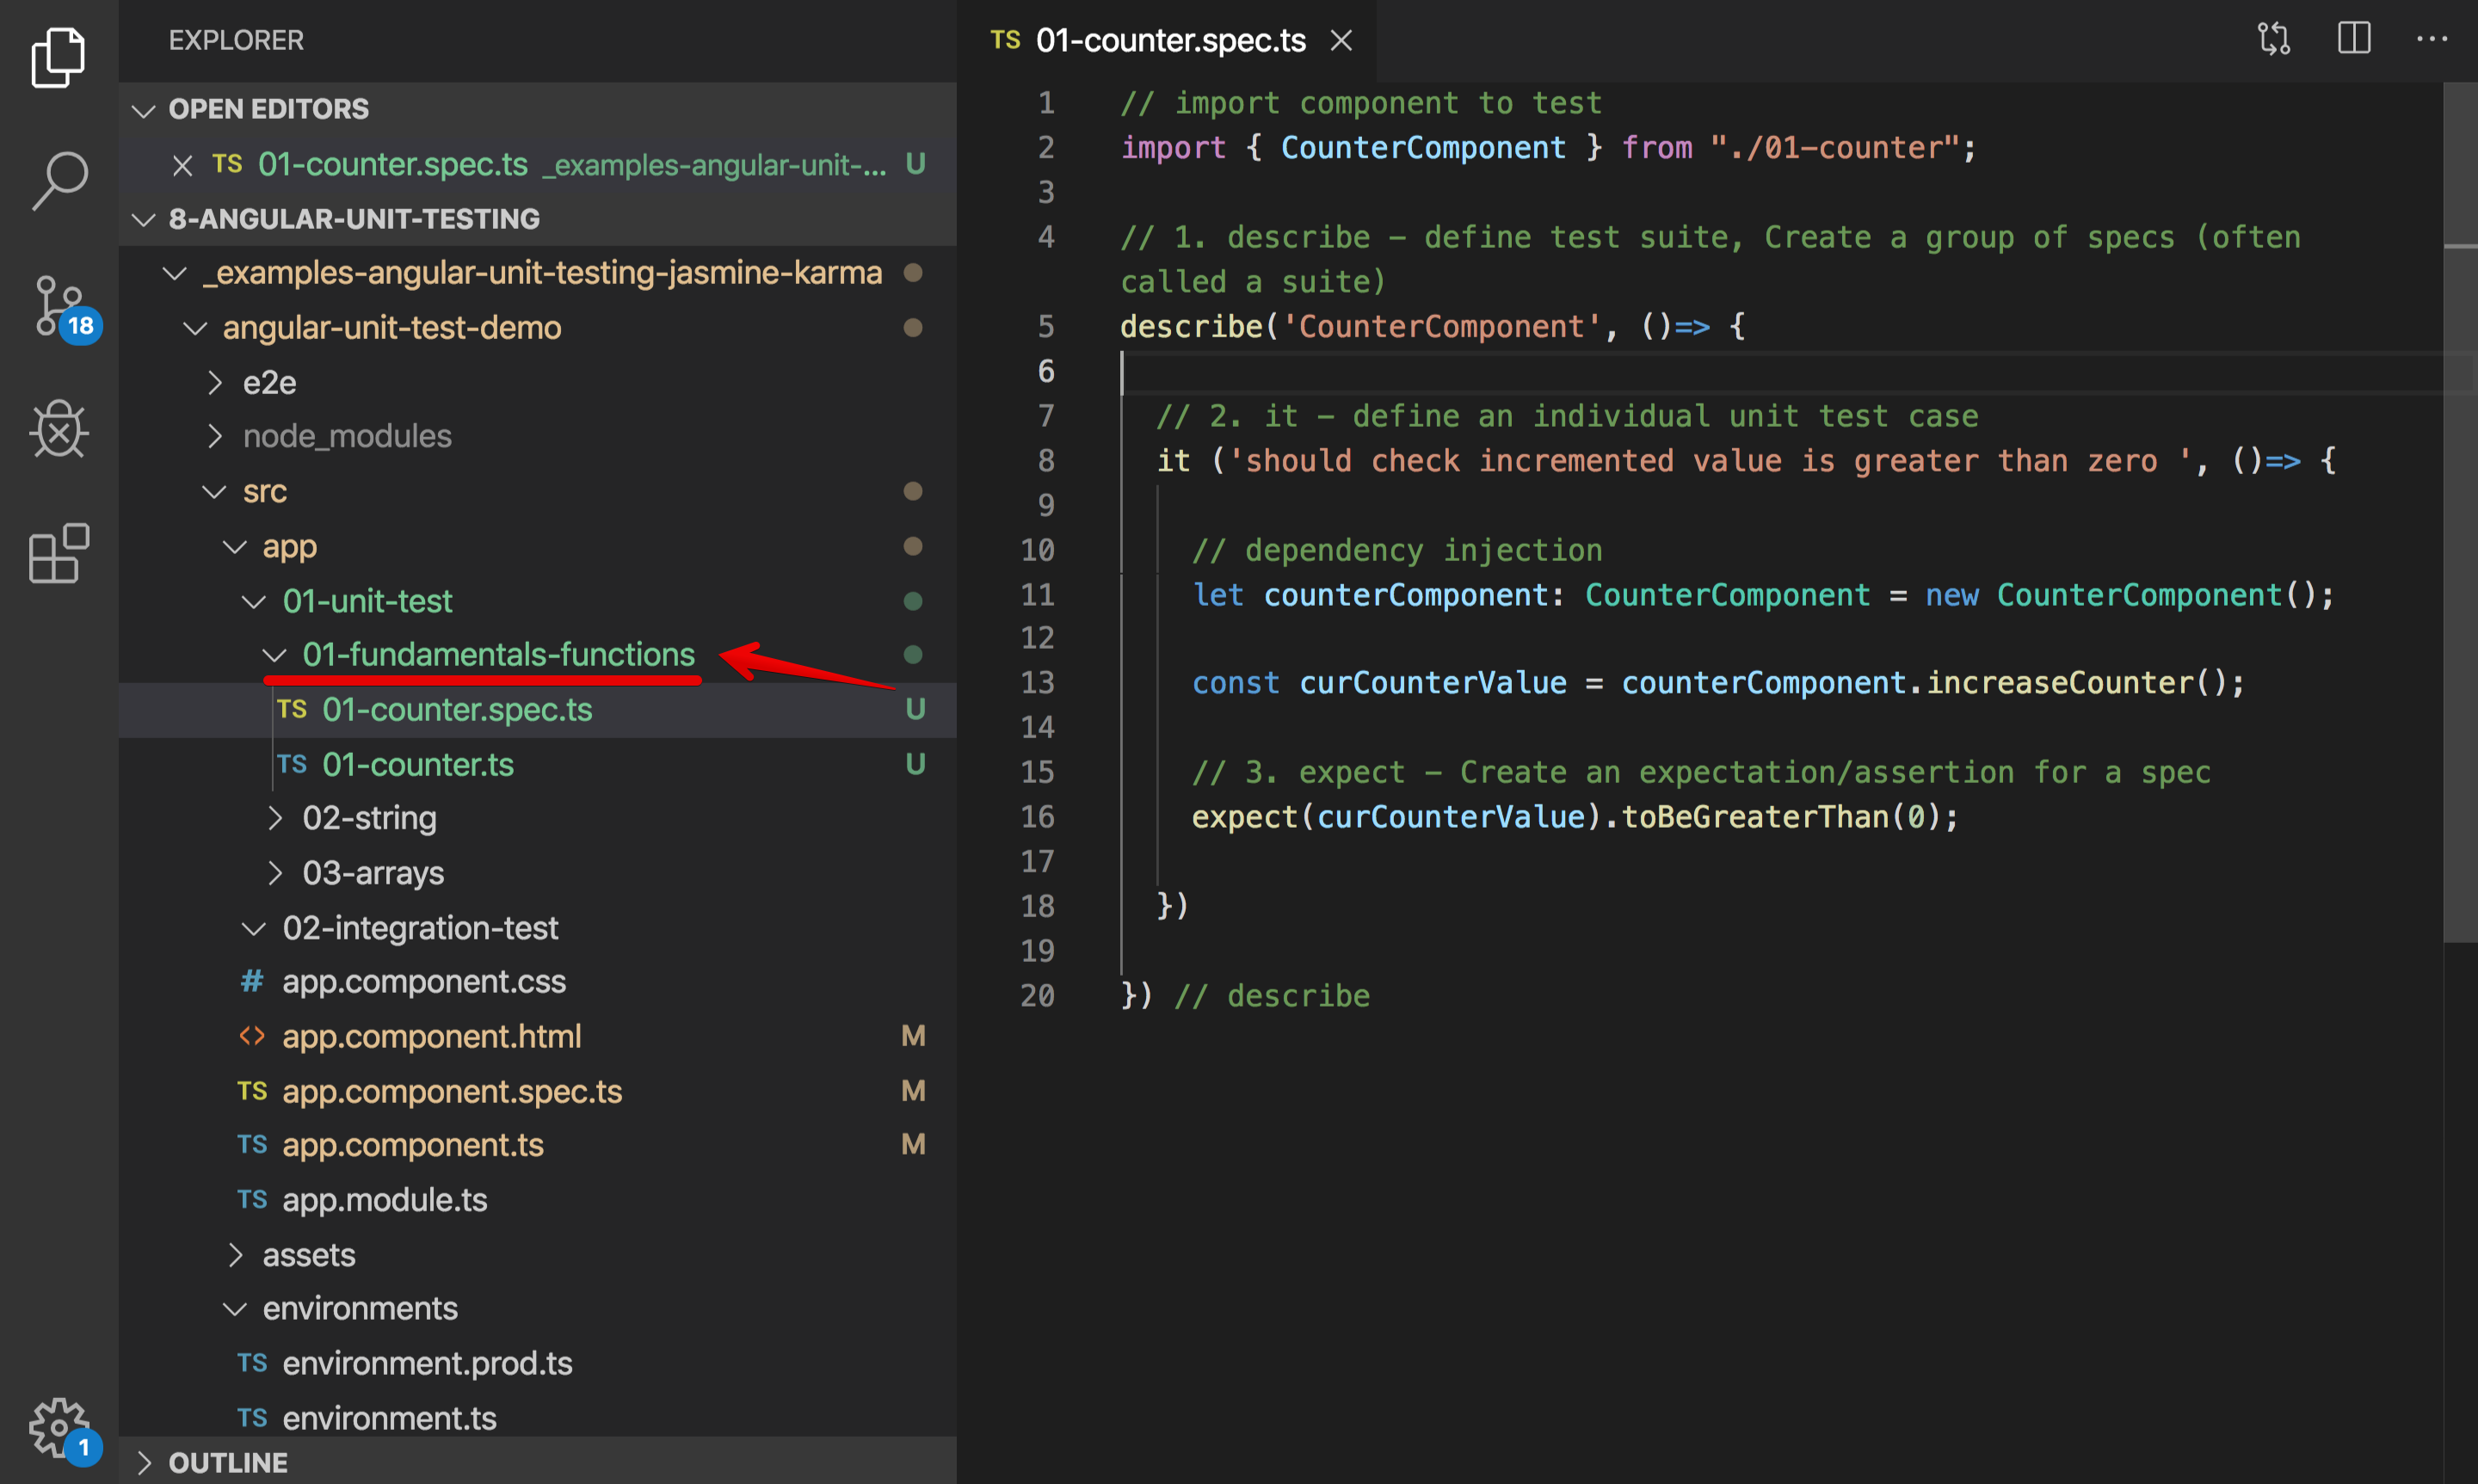 EXPLORER
OPEN EDITORS
TS 01-counter.spec.ts _examples-angular-unit-... U
8-ANGULAR-UNIT-TESTING
_examples-angular-unit-testing-jasmine-karma
angular-unit-test-demo
e2e
node_modules
src
app
01-unit-test
01-fundamentals-functions
TS 01-counter.spec.ts U
TS 01-counter.ts U
02-string
03-arrays
02-integration-test
# app.component.css
<> app.component.html M
TS app.component.spec.ts M
TS app.component.ts M
TS app.module.ts
assets
environments
TS environment.prod.ts
TS environment.ts
OUTLINE
18
1
TS 01-counter.spec.ts
1 // import component to test
2 import { CounterComponent } from "./01-counter";
3
4 // 1. describe - define test suite, Create a group of specs (often
called a suite)
5 describe('CounterComponent', ()=> {
6
7 // 2. it - define an individual unit test case
8 it ('should check incremented value is greater than zero ', ()=> {
9
10 // dependency injection
11 let counterComponent: CounterComponent = new CounterComponent();
12
13 const curCounterValue = counterComponent.increaseCounter();
14
15 // 3. expect - Create an expectation/assertion for a spec
16 expect(curCounterValue).toBeGreaterThan(0);
17
18 })
19
20 }) // describe